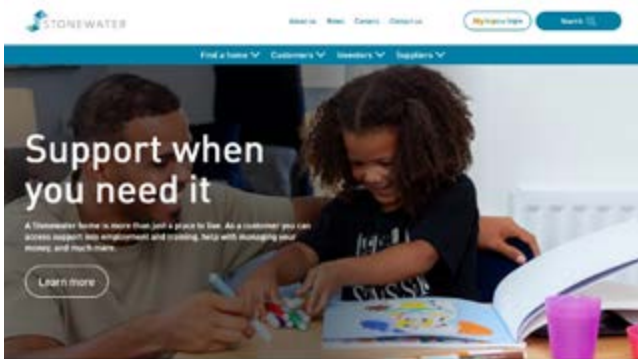 STONEWATER
About us News Careers Contact us
My home login
Search
Find a home Customers Investors Suppliers
Support when
you need it
A Stonewater home is more than just a place to live. As a customer you can
access support into employment and training, help with managing your
money, and much more.
Learn more